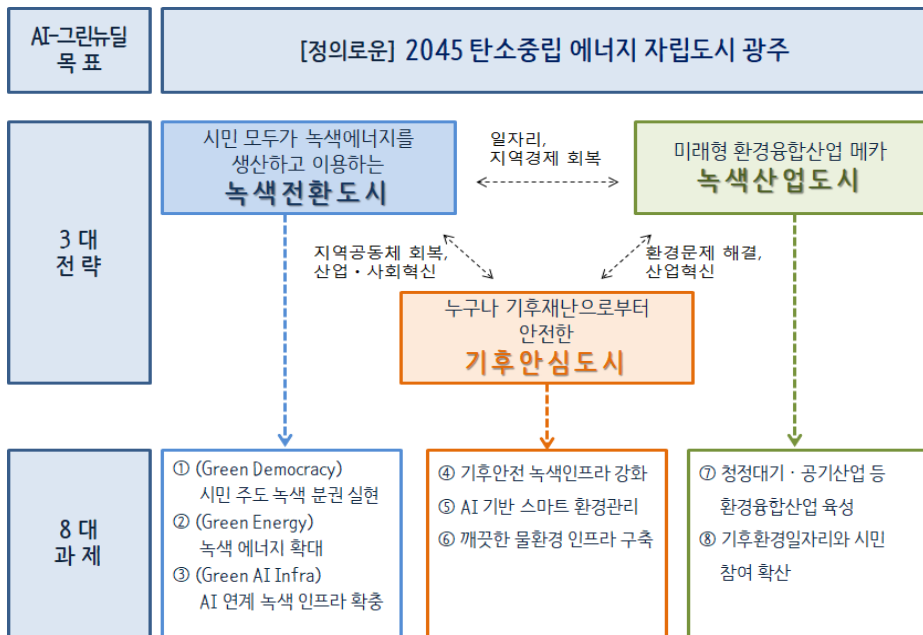 AI-그린뉴딜
목 표
[정의로운] 2045 탄소중립 에너지 자립도시 광주
3 대
전 략
시민 모두가 녹색에너지를
생산하고 이용하는
녹색전환도시
일자리,
지역경제 회복
미래형 환경융합산업 메카
녹색산업도시
지역공동체 회복,
산업·사회혁신
환경문제 해결,
산업혁신
누구나 기후재난으로부터
안전한
기후안심도시
8 대
과 제
① (Green Democracy)
시민 주도 녹색 분권 실현
② (Green Energy)
녹색 에너지 확대
③ (Green AI Infra)
AI 연계 녹색 인프라 확충
④ 기후안전 녹색인프라 강화
⑤ AI 기반 스마트 환경관리
⑥ 깨끗한 물환경 인프라 구축
⑦ 청정대기·공기산업 등
환경융합산업 육성
⑧ 기후환경일자리와 시민
참여 확산